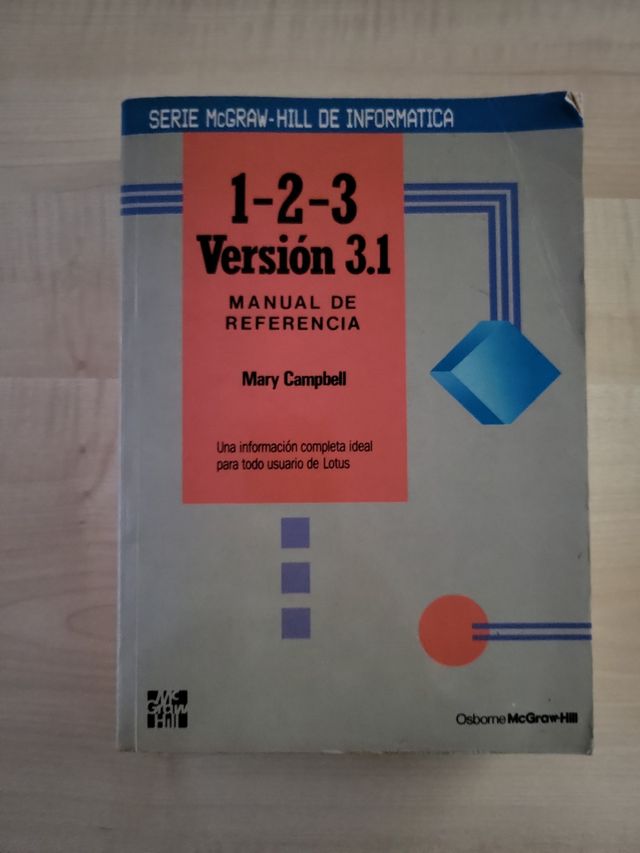 SERIE McGRAW-HILL DE INFORMATICA
1-2-3
Versión 3.1
MANUAL DE
REFERENCIA
Mary Campbell
Una información completa ideal
para todo usuario de Lotus
Mc
Graw
Hill
Osborne McGraw-Hill